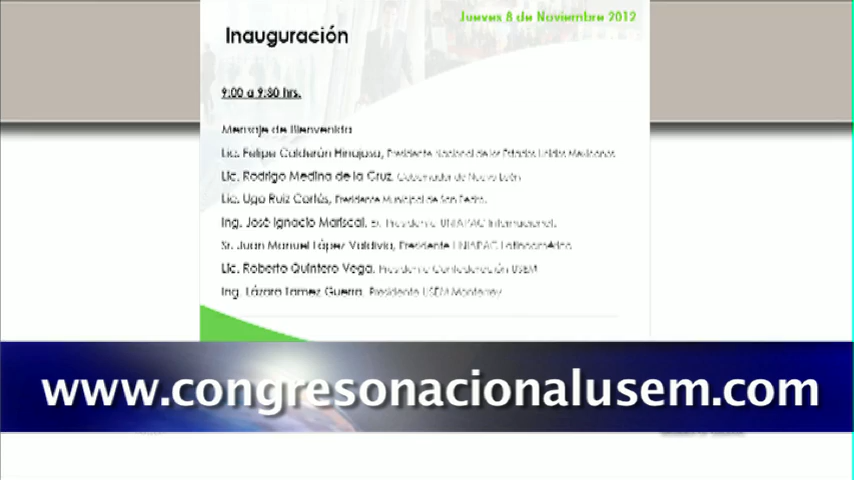 Jueves 8 de Noviembre 2012
Inauguración
9:00 a 9:30 hrs.
Mensaje de Bienvenida
Lic. Felipe Calderón Hinojosa, Presidente Nacional de los Estados Unidos Mexicanos
Lic. Rodrigo Medina de la Cruz, Gobernador de Nuevo León
Lic. Ugo Ruiz Cortés, Presidente Municipal de San Pedro.
Ing. José Ignacio Mariscal, Ex Presidente UNIAPAC Internacional.
Sr. Juan Manuel López Valdivia, Presidente UNIAPAC Latinoamérica
Lic. Roberto Quintero Vega, Presidente Confederación USEM
Ing. Lázaro Tamez Guerra, Presidente USEM Monterrey
www.congresonacionalusem.com